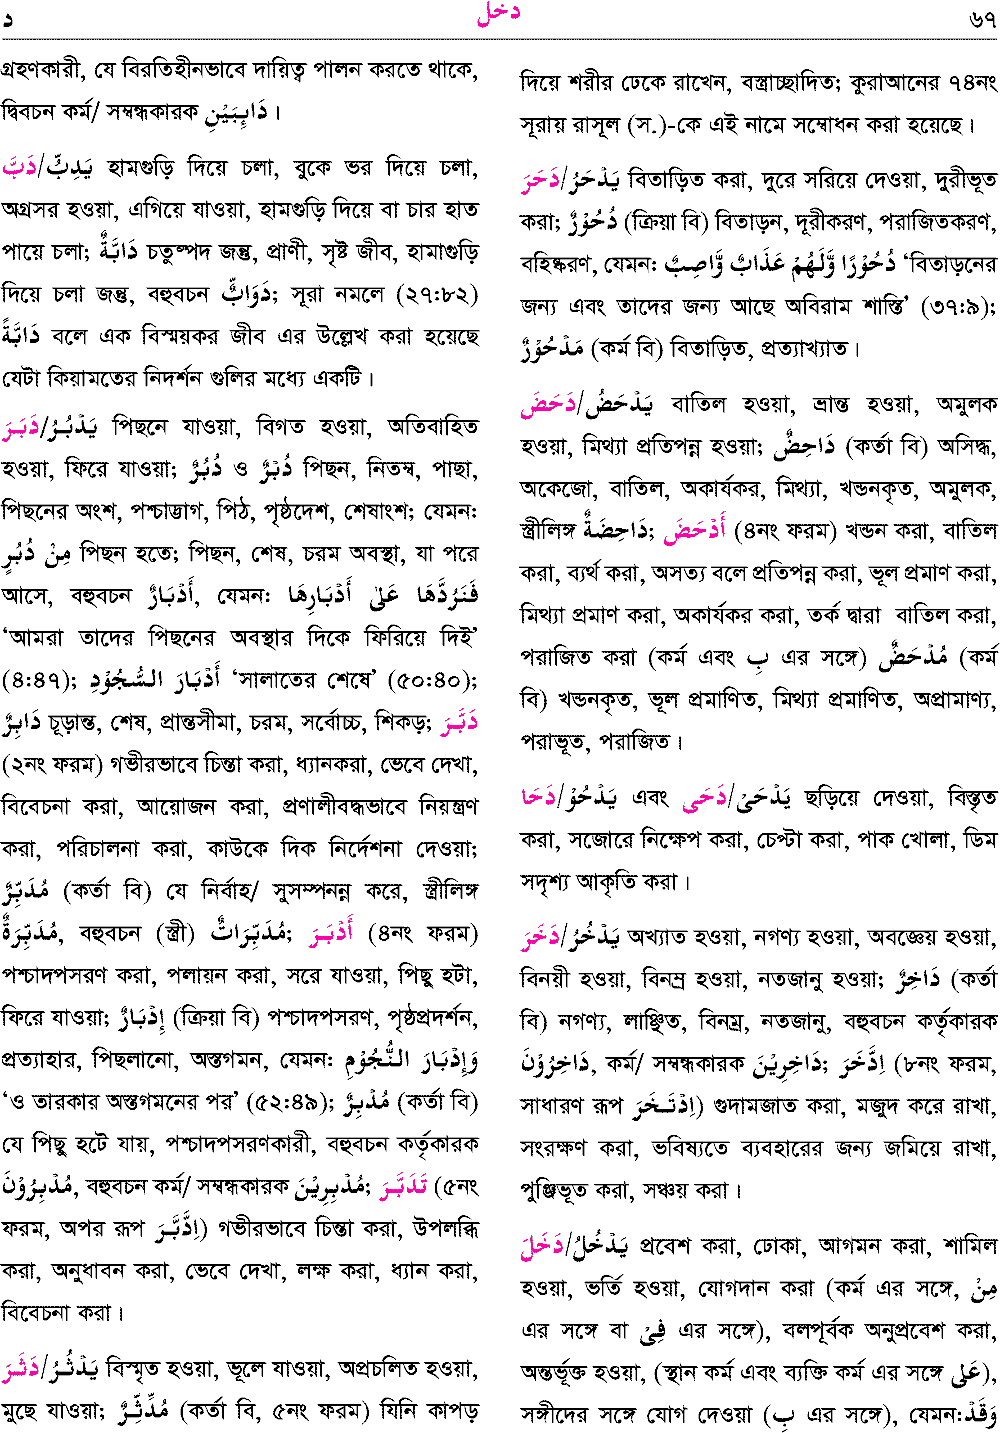 د دخل ৬৭
গ্রহণকারী, যে বিরতিহীনভাবে দায়িত্ব পালন করতে থাকে,
দ্বিবচন কর্ম/ সম্বন্ধকারক دَائِبَيْنِ ।
دَبَّ/يَدِبُّ হামগুড়ি দিয়ে চলা, বুকে ভর দিয়ে চলা,
অগ্রসর হওয়া, এগিয়ে যাওয়া, হামগুড়ি দিয়ে বা চার হাত
পায়ে চলা; دَابَّةٌ চতুষ্পদ জন্তু, প্রাণী, সৃষ্ট জীব, হামাগুড়ি
দিয়ে চলা জন্তু, বহুবচন دَوَابٌّ; সূরা নমলে (২৭:৮২)
دَابَّةً বলে এক বিস্ময়কর জীব এর উল্লেখ করা হয়েছে
যেটা কিয়ামতের নিদর্শন গুলির মধ্যে একটি ।
دَبَرَ/يَدْبُرُ পিছনে যাওয়া, বিগত হওয়া, অতিবাহিত
হওয়া, ফিরে যাওয়া; دُبُرٌ ও دُبْرٌ পিছন, নিতম্ব, পাছা,
পিছনের অংশ, পশ্চাদ্ভাগ, পিঠ, পৃষ্ঠদেশ, শেষাংশ; যেমন:
مِنْ دُبُرٍ পিছন হতে; পিছন, শেষ, চরম অবস্থা, যা পরে
আসে, বহুবচন أَدْبَارٌ, যেমন: فَنَرُدَّهَا عَلٰى أَدْبَارِهَا
‘আমরা তাদের পিছনের অবস্থার দিকে ফিরিয়ে দিই’
(৪:৪৭); أَدْبَارَ السُّجُوْدِ ‘সালাতের শেষে’ (৫০:৪০);
دَابِرٌ চূড়ান্ত, শেষ, প্রান্তসীমা, চরম, সর্বোচ্চ, শিকড়; دَبَّرَ
(২নং ফরম) গভীরভাবে চিন্তা করা, ধ্যানকরা, ভেবে দেখা,
বিবেচনা করা, আয়োজন করা, প্রণালীবদ্ধভাবে নিয়ন্ত্রণ
করা, পরিচালনা করা, কাউকে দিক নির্দেশনা দেওয়া;
مُدَبِّرٌ (কর্তা বি) যে নির্বাহ/ সুসম্পনন্ন করে, স্ত্রীলিঙ্গ
مُدَبِّرَةٌ, বহুবচন (স্ত্রী) مُدَبِّرَاتٌ; أَدْبَرَ (৪নং ফরম)
পশ্চাদপসরণ করা, পলায়ন করা, সরে যাওয়া, পিছু হটা,
ফিরে যাওয়া; إِدْبَارٌ (ক্রিয়া বি) পশ্চাদপসরণ, পৃষ্ঠপ্রদর্শন,
প্রত্যাহার, পিছলানো, অস্তগমন, যেমন: وَإِدْبَارَ النُّجُوْمِ
‘ও তারকার অস্তগমনের পর’ (৫২:৪৯); مُدْبِرٌ (কর্তা বি)
যে পিছু হটে যায়, পশ্চাদপসরণকারী, বহুবচন কর্তৃকারক
مُدْبِرُوْنَ, বহুবচন কর্ম/ সম্বন্ধকারক مُدْبِرِيْنَ; تَدَبَّرَ (৫নং
ফরম, অপর রূপ اِدَّبَّرَ) গভীরভাবে চিন্তা করা, উপলব্ধি
করা, অনুধাবন করা, ভেবে দেখা, লক্ষ করা, ধ্যান করা,
বিবেচনা করা ।
دَثَرَ/يَدْثُرُ বিস্মৃত হওয়া, ভূলে যাওয়া, অপ্রচলিত হওয়া,
মুছে যাওয়া; مُدِّثِّرٌ (কর্তা বি, ৫নং ফরম) যিনি কাপড়
দিয়ে শরীর ঢেকে রাখেন, বস্ত্রাচ্ছাদিত; কুরাআনের ৭৪নং
সূরায় রাসূল (স.)-কে এই নামে সম্বোধন করা হয়েছে ।
دَحَرَ/يَدْحَرُ বিতাড়িত করা, দুরে সরিয়ে দেওয়া, দুরীভূত
করা; دُحُوْرٌ (ক্রিয়া বি) বিতাড়ন, দূরীকরণ, পরাজিতকরণ,
বহিষ্করণ, যেমন: دُحُوْرًا وَّلَهُمْ عَذَابٌ وَّاصِبٌ ‘বিতাড়নের
জন্য এবং তাদের জন্য আছে অবিরাম শাস্তি’ (৩৭:৯);
مَدْحُوْرٌ (কর্ম বি) বিতাড়িত, প্রত্যাখ্যাত ।
دَحَضَ/يَدْحَضُ বাতিল হওয়া, ভ্রান্ত হওয়া, অমুলক
হওয়া, মিথ্যা প্রতিপন্ন হওয়া; دَاحِضٌ (কর্তা বি) অসিদ্ধ,
অকেজো, বাতিল, অকার্যকর, মিথ্যা, খন্ডনকৃত, অমুলক,
স্ত্রীলিঙ্গ دَاحِضَةٌ; أَدْحَضَ (৪নং ফরম) খন্ডন করা, বাতিল
করা, ব্যর্থ করা, অসত্য বলে প্রতিপন্ন করা, ভূল প্রমাণ করা,
মিথ্যা প্রমাণ করা, অকার্যকর করা, তর্ক দ্বারা বাতিল করা,
পরাজিত করা (কর্ম এবং بِ এর সঙ্গে) مُدْحَضٌ (কর্ম
বি) খন্ডনকৃত, ভূল প্রমাণিত, মিথ্যা প্রমাণিত, অপ্রামাণ্য,
পরাভূত, পরাজিত ।
دَحَا/يَدْحُوْ এবং دَحٰى/يَدْحَىْ ছড়িয়ে দেওয়া, বিস্তৃত
করা, সজোরে নিক্ষেপ করা, চেপ্টা করা, পাক খোলা, ডিম
সদৃশ্য আকৃতি করা ।
دَخَرَ/يَدْخُرُ অখ্যাত হওয়া, নগণ্য হওয়া, অবজ্ঞেয় হওয়া,
বিনয়ী হওয়া, বিনম্র হওয়া, নতজানু হওয়া; دَاخِرٌ (কর্তা
বি) নগণ্য, লাঞ্ছিত, বিনম্র, নতজানু, বহুবচন কর্তৃকারক
دَاخِرُوْنَ, কর্ম/ সম্বন্ধকারক دَاخِرِيْنَ; اِدَّخَرَ (৮নং ফরম,
সাধারণ রূপ اِدْتَخَرَ) গুদামজাত করা, মজুদ করে রাখা,
সংরক্ষণ করা, ভবিষ্যতে ব্যবহারের জন্য জমিয়ে রাখা,
পুঞ্জিভূত করা, সঞ্চয় করা ।
دَخَلَ/يَدْخُلُ প্রবেশ করা, ঢোকা, আগমন করা, শামিল
হওয়া, ভর্তি হওয়া, যোগদান করা (কর্ম এর সঙ্গে, مِنْ
এর সঙ্গে বা فِيْ এর সঙ্গে), বলপূর্বক অনুপ্রবেশ করা,
অন্তর্ভূক্ত হওয়া, (স্থান কর্ম এবং ব্যক্তি কর্ম এর সঙ্গে عَلى),
সঙ্গীদের সঙ্গে যোগ দেওয়া (بِ এর সঙ্গে), যেমন:وَقَدْ